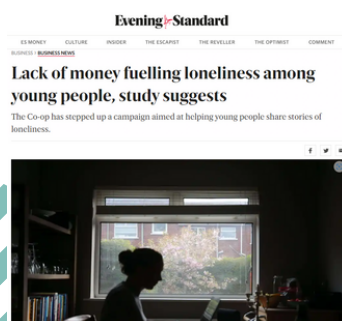 Evening Standard
ES MONEY CULTURE INSIDER THE ESCAPIST THE REVELLER THE OPTIMIST COMMENT
BUSINESS | BUSINESS NEWS
Lack of money fuelling loneliness among
young people, study suggests
The Co-op has stepped up a campaign aimed at helping young people share stories of
loneliness.